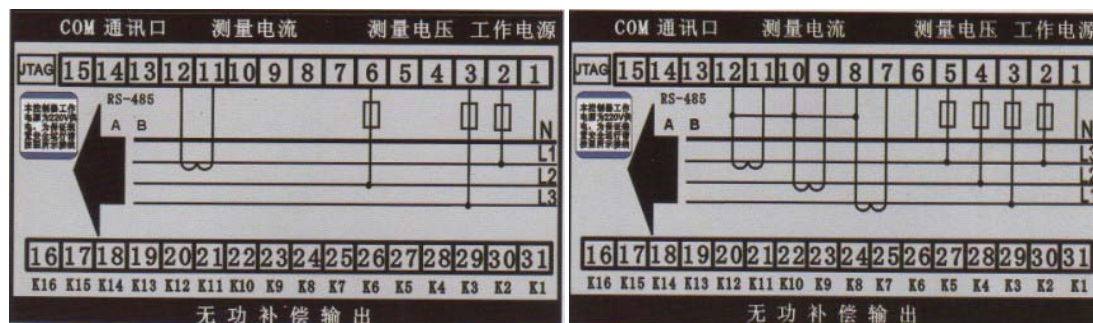 COM 通讯口 测量电流 测量电压 工作电源
JTAG 15 14 13 12 11 10 9 8 7 6 5 4 3 2 1
RS-485
A B
N
L1
L2
L3
16 17 18 19 20 21 22 23 24 25 26 27 28 29 30 31
K16 K15 K14 K13 K12 K11 K10 K9 K8 K7 K6 K5 K4 K3 K2 K1
无功补偿输出
COM 通讯口 测量电流 测量电压 工作电源
JTAG 15 14 13 12 11 10 9 8 7 6 5 4 3 2 1
RS-485
A B
N
16 17 18 19 20 21 22 23 24 25 26 27 28 29 30 31
K16 K15 K14 K13 K12 K11 K10 K9 K8 K7 K6 K5 K4 K3 K2 K1
无功补偿输出